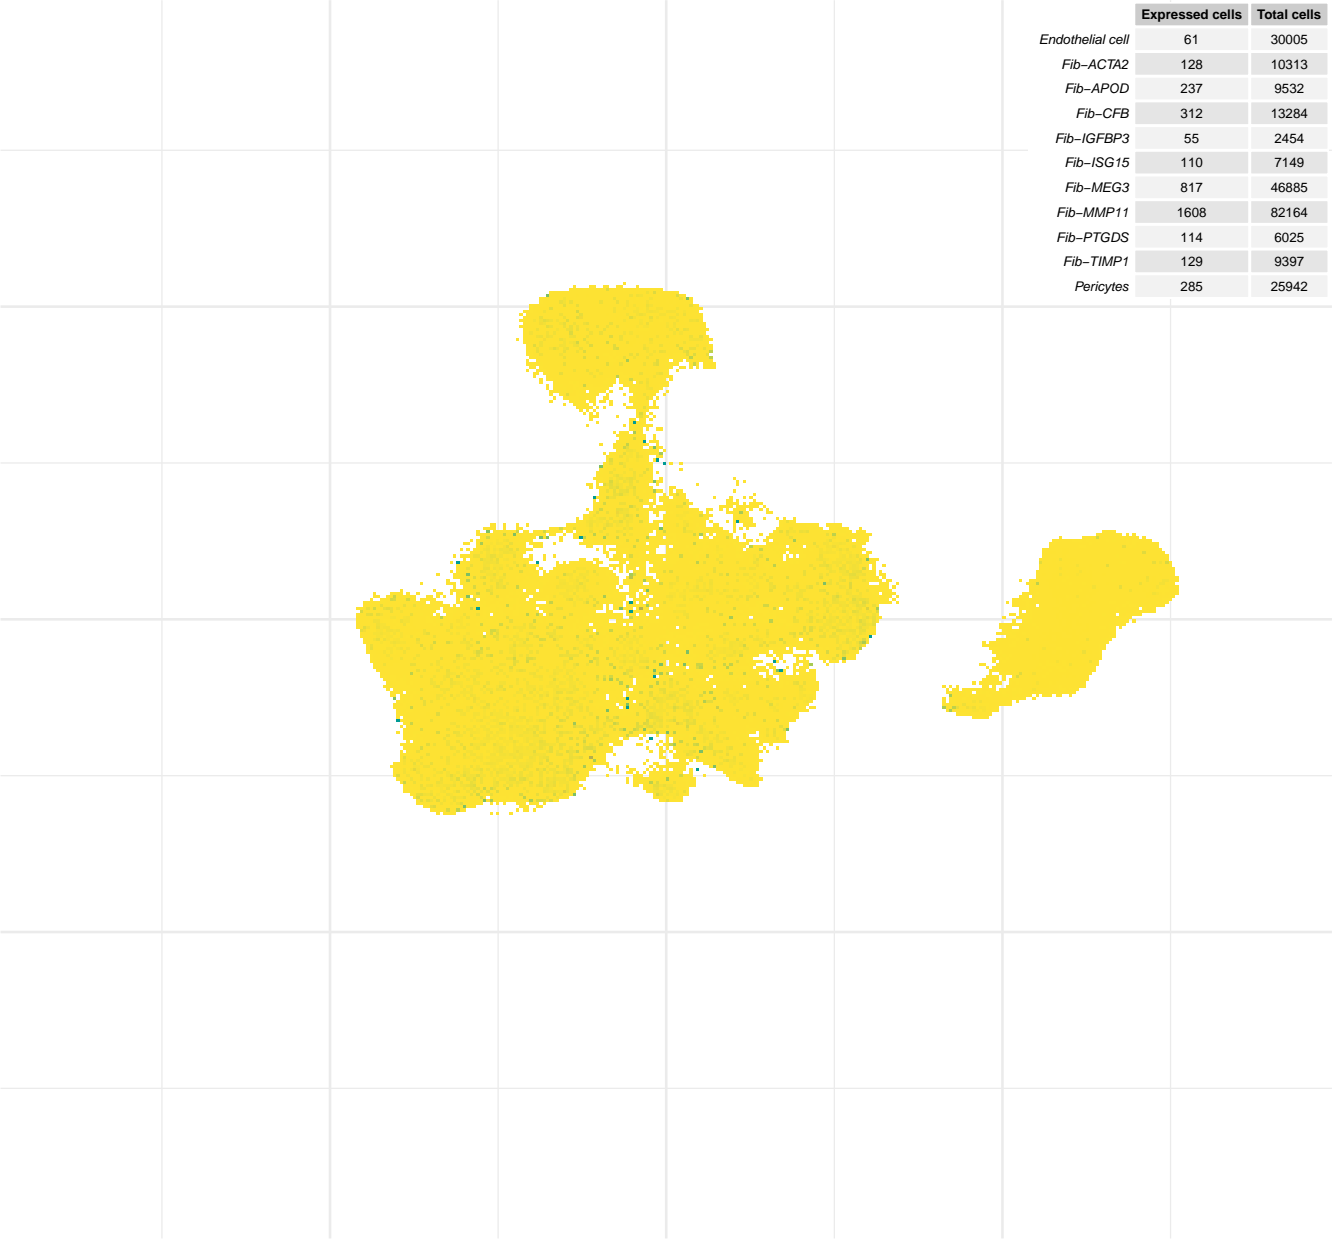 Expressed cells Total cells
Endothelial cell 61 30005
Fib−ACTA2 128 10313
Fib−APOD 237 9532
Fib−CFB 312 13284
Fib−IGFBP3 55 2454
Fib−ISG15 110 7149
Fib−MEG3 817 46885
Fib−MMP11 1608 82164
Fib−PTGDS 114 6025
Fib−TIMP1 129 9397
Pericytes 285 25942